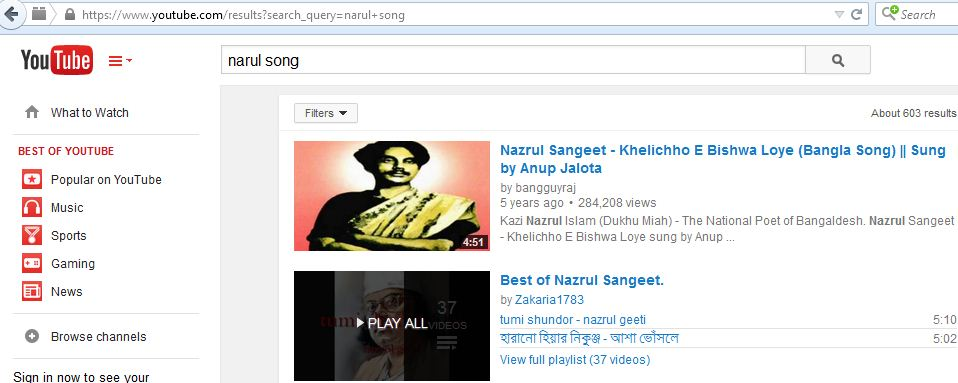 https://www.youtube.com/results?search_query=narul+song
Search
YouTube
narul song
What to Watch
BEST OF YOUTUBE
Popular on YouTube
Music
Sports
Gaming
News
Browse channels
Sign in now to see your
Filters
About 603 results
4:51
Nazrul Sangeet - Khelichho E Bishwa Loye (Bangla Song) || Sung
by Anup Jalota
by bangguyraj
5 years ago • 284,208 views
Kazi Nazrul Islam (Dukhu Miah) - The National Poet of Bangaldesh. Nazrul Sangeet
- Khelichho E Bishwa Loye sung by Anup ...
tumi
PLAY ALL
37
VIDEOS
Best of Nazrul Sangeet.
by Zakaria1783
tumi shundor - nazrul geeti 5:10
হারানো হিয়ার নিকুঞ্জ - আশা ভোঁসলে 5:02
View full playlist (37 videos)